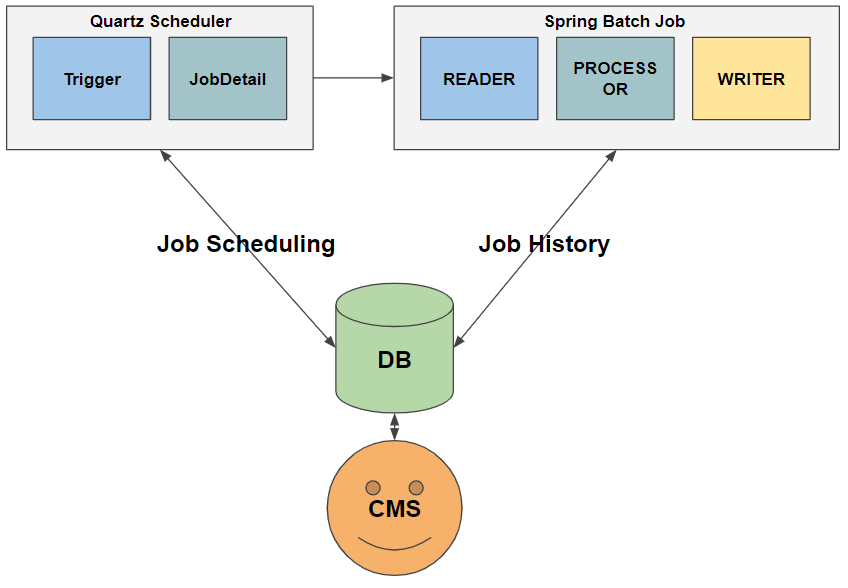 Quartz Scheduler
Trigger
JobDetail
Spring Batch Job
READER
PROCESS
OR
WRITER
Job Scheduling
Job History
DB
CMS